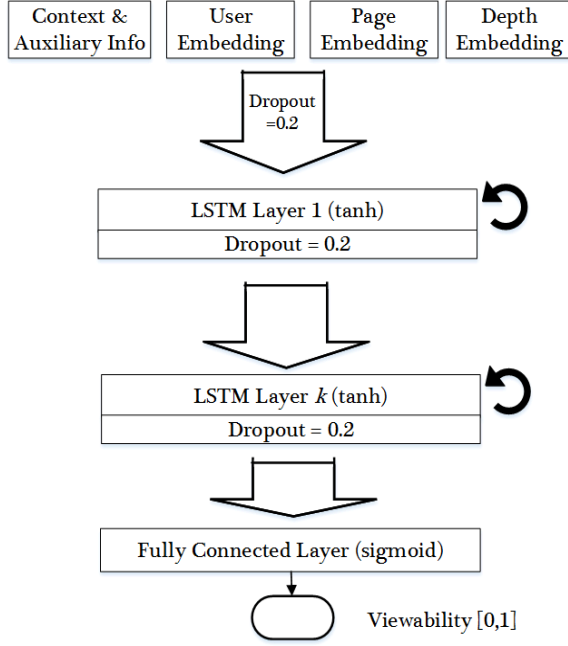 Context &
Auxiliary Info
User
Embedding
Page
Embedding
Depth
Embedding
Dropout
=0.2
LSTM Layer 1 (tanh)
Dropout = 0.2
LSTM Layer k (tanh)
Dropout = 0.2
Fully Connected Layer (sigmoid)
Viewability [0,1]